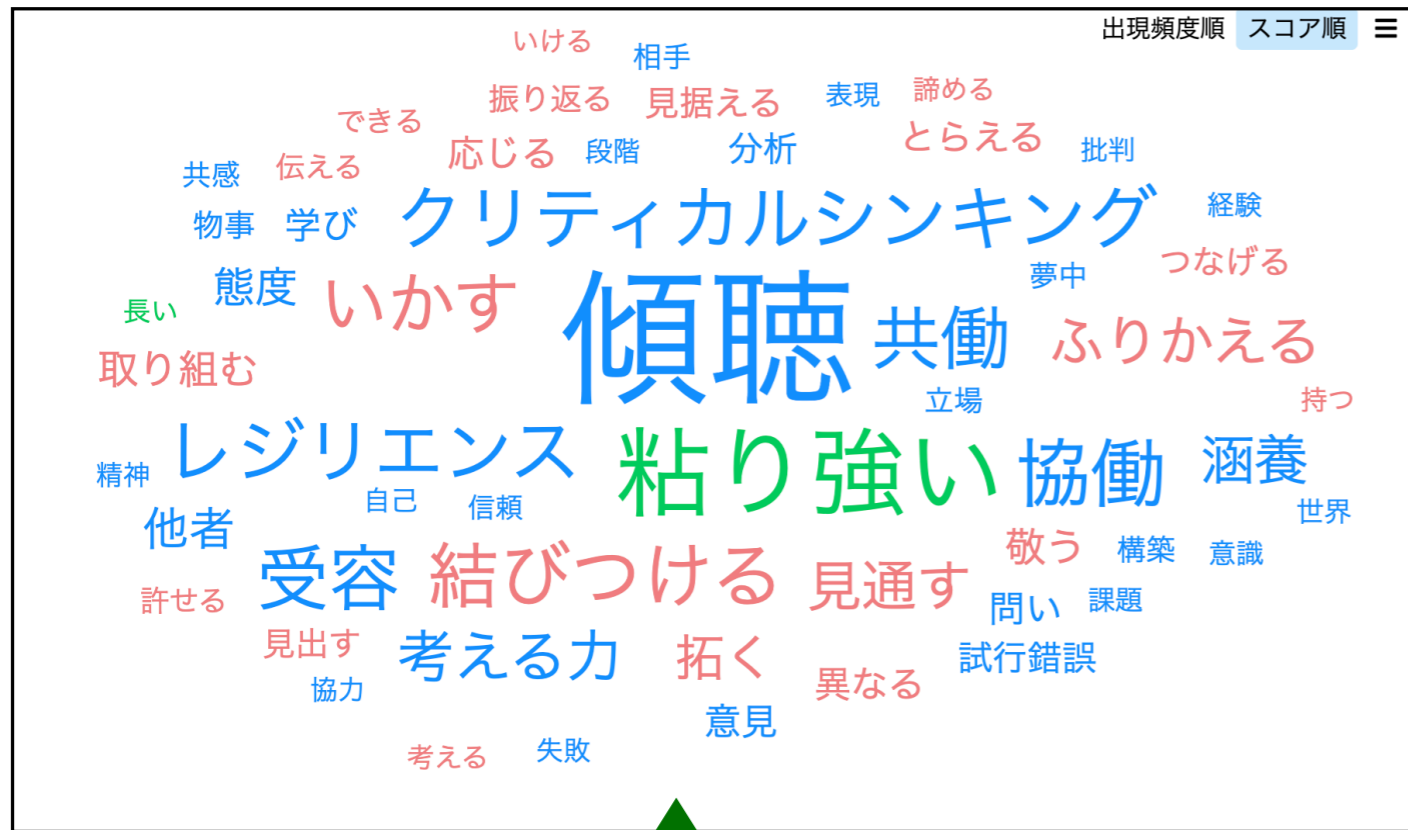 出現頻度順 スコア順
いける 相手
振り返る 見据える 表現 諦める
できる 応じる 段階 分析 とらえる 批判
共感 伝える
物事 学び クリティカルシンキング 経験
態度 いかす 傾聴 共働 夢中 つなげる
長い ふりかえる
取り組む 立場 持つ
精神 レジリエンス 粘り強い 協働 涵養
自己 信頼 世界
他者 受容 結びつける 見通す 敬う 構築 意識
許せる 問い 課題
見出す 考える力 拓く 異なる 試行錯誤
協力 意見
考える 失敗